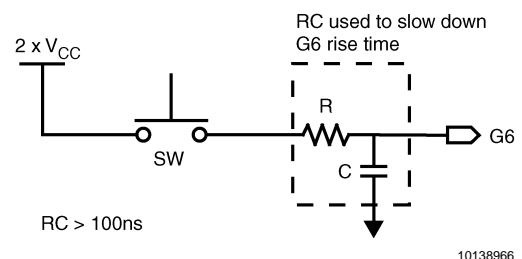 RC used to slow down
G6 rise time
2 x VCC
R
G6
SW
C
RC > 100ns
10138966